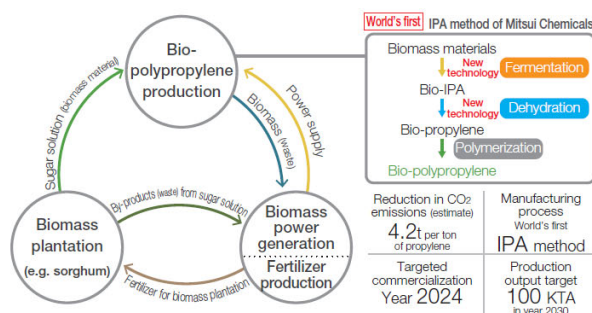 World's first IPA method of Mitsui Chemicals
Biomass materials
New technology Fermentation
Bio-IPA
New technology Dehydration
Bio-propylene
Polymerization
Bio-polypropylene
Bio-
polypropylene
production
Sugar solution (biomass material)
Biomass (waste)
Power supply
By-products (waste) from sugar solution
Biomass
plantation
(e.g. sorghum)
Biomass
power
generation
Fertilizer
production
Fertilizer for biomass plantation
Reduction in CO2
emissions (estimate)
4.2t per ton
of propylene
Manufacturing
process
World's first
IPA method
Targeted
commercialization
Year 2024
Production
output target
100 KTA
in year 2030